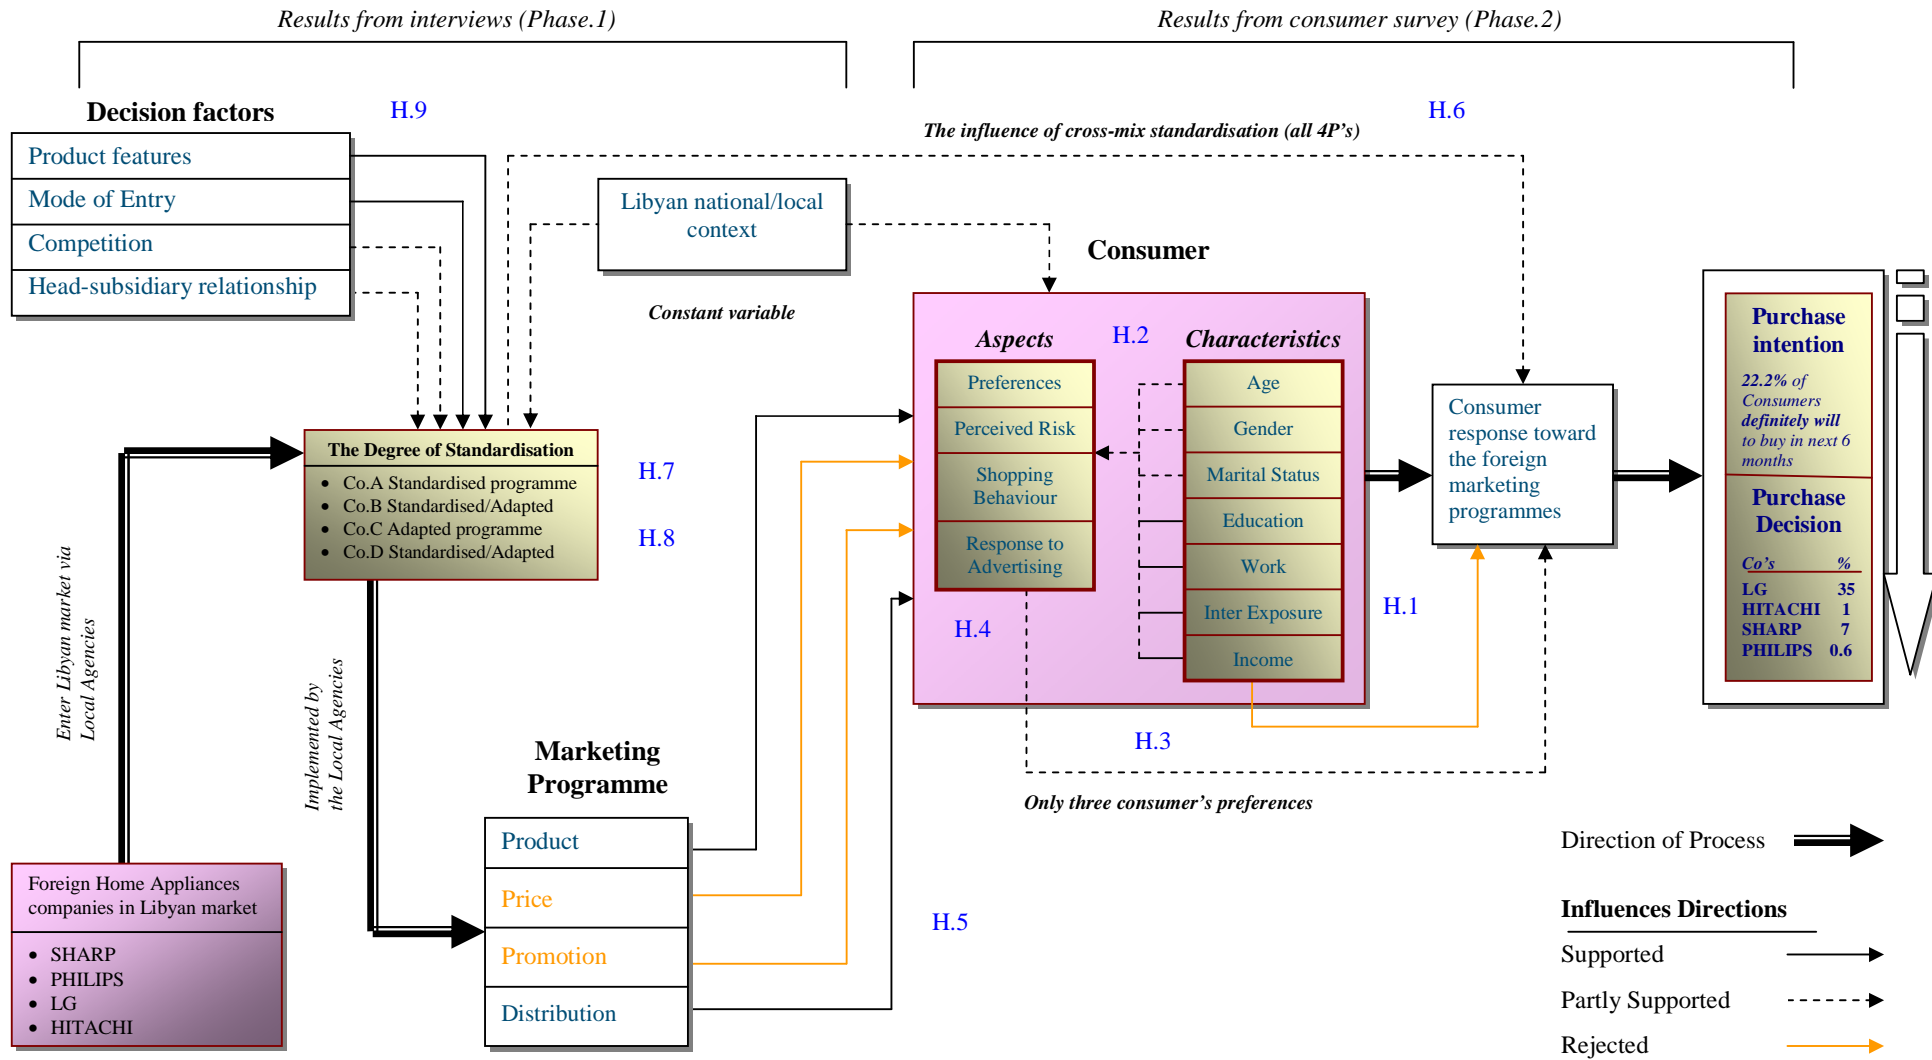 Results from interviews (Phase.1)
Results from consumer survey (Phase.2)
Decision factors
H.9
Product features
Mode of Entry
Competition
Head-subsidiary relationship
H.6
The influence of cross-mix standardisation (all 4P's)
Libyan national/local
context
Constant variable
Consumer
Aspects
H.2
Characteristics
Preferences
Perceived Risk
Shopping
Behaviour
Response to
Advertising
Age
Gender
Marital Status
Education
Work
Inter Exposure
Income
H.4
H.1
H.3
Only three consumer's preferences
Consumer
response toward
the foreign
marketing
programmes
Purchase
intention
22.2% of
Consumers
definitely will
to buy in next 6
months
Purchase
Decision
Co's %
LG 35
HITACHI 1
SHARP 7
PHILIPS 0.6
The Degree of Standardisation
• Co.A Standardised programme
• Co.B Standardised/Adapted
• Co.C Adapted programme
• Co.D Standardised/Adapted
H.7
H.8
Enter Libyan market via
Local Agencies
Implemented by
the Local Agencies
Marketing
Programme
Product
Price
Promotion
Distribution
H.5
Foreign Home Appliances
companies in Libyan market
• SHARP
• PHILIPS
• LG
• HITACHI
Direction of Process
Influences Directions
Supported
Partly Supported
Rejected